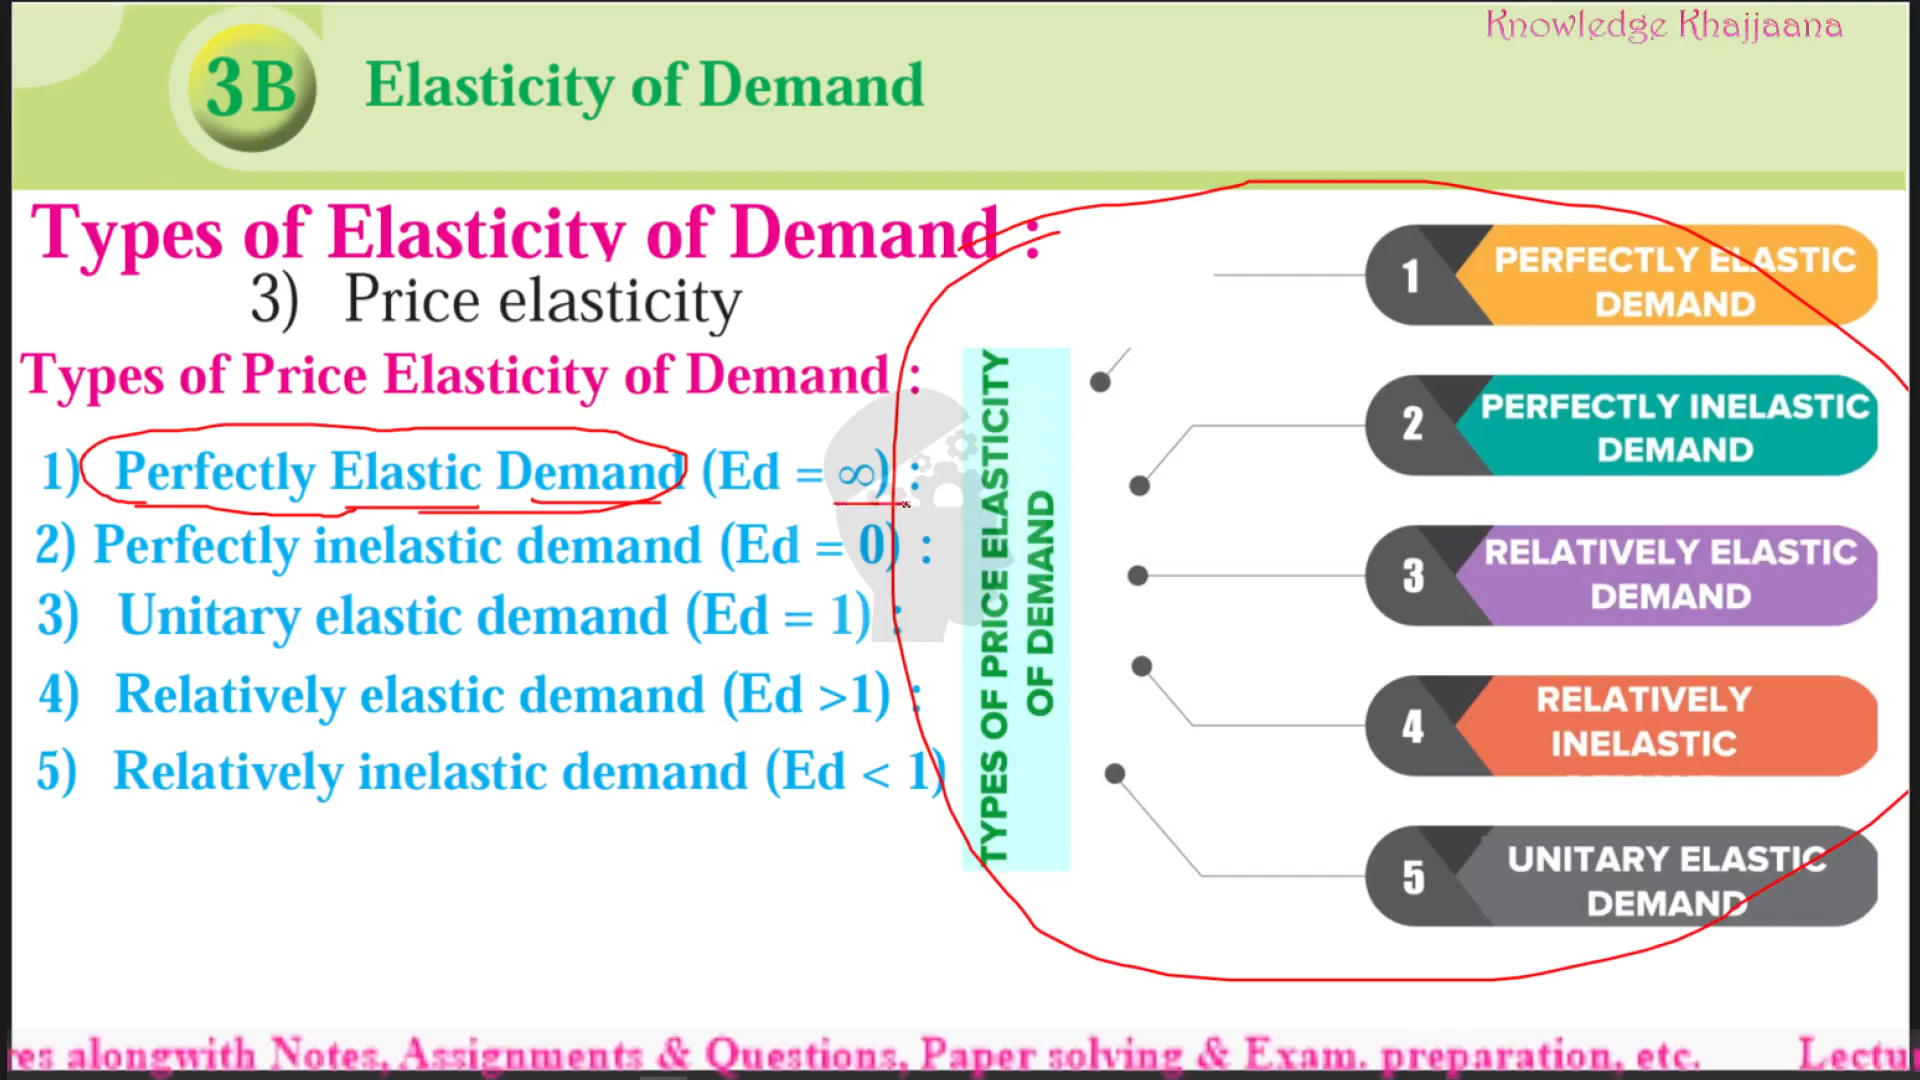 Knowledge Khajjaana
3B Elasticity of Demand
Types of Elasticity of Demand :
3) Price elasticity
Types of Price Elasticity of Demand :
1) Perfectly Elastic Demand (Ed = ∞) :
2) Perfectly inelastic demand (Ed = 0) :
3) Unitary elastic demand (Ed = 1) :
4) Relatively elastic demand (Ed >1) :
5) Relatively inelastic demand (Ed < 1)
TYPES OF PRICE ELASTICITY
OF DEMAND
1 PERFECTLY ELASTIC
DEMAND
2 PERFECTLY INELASTIC
DEMAND
3 RELATIVELY ELASTIC
DEMAND
4 RELATIVELY
INELASTIC
5 UNITARY ELASTIC
DEMAND
alongwith Notes, Assignments & Questions, Paper solving & Exam. preparation, etc.